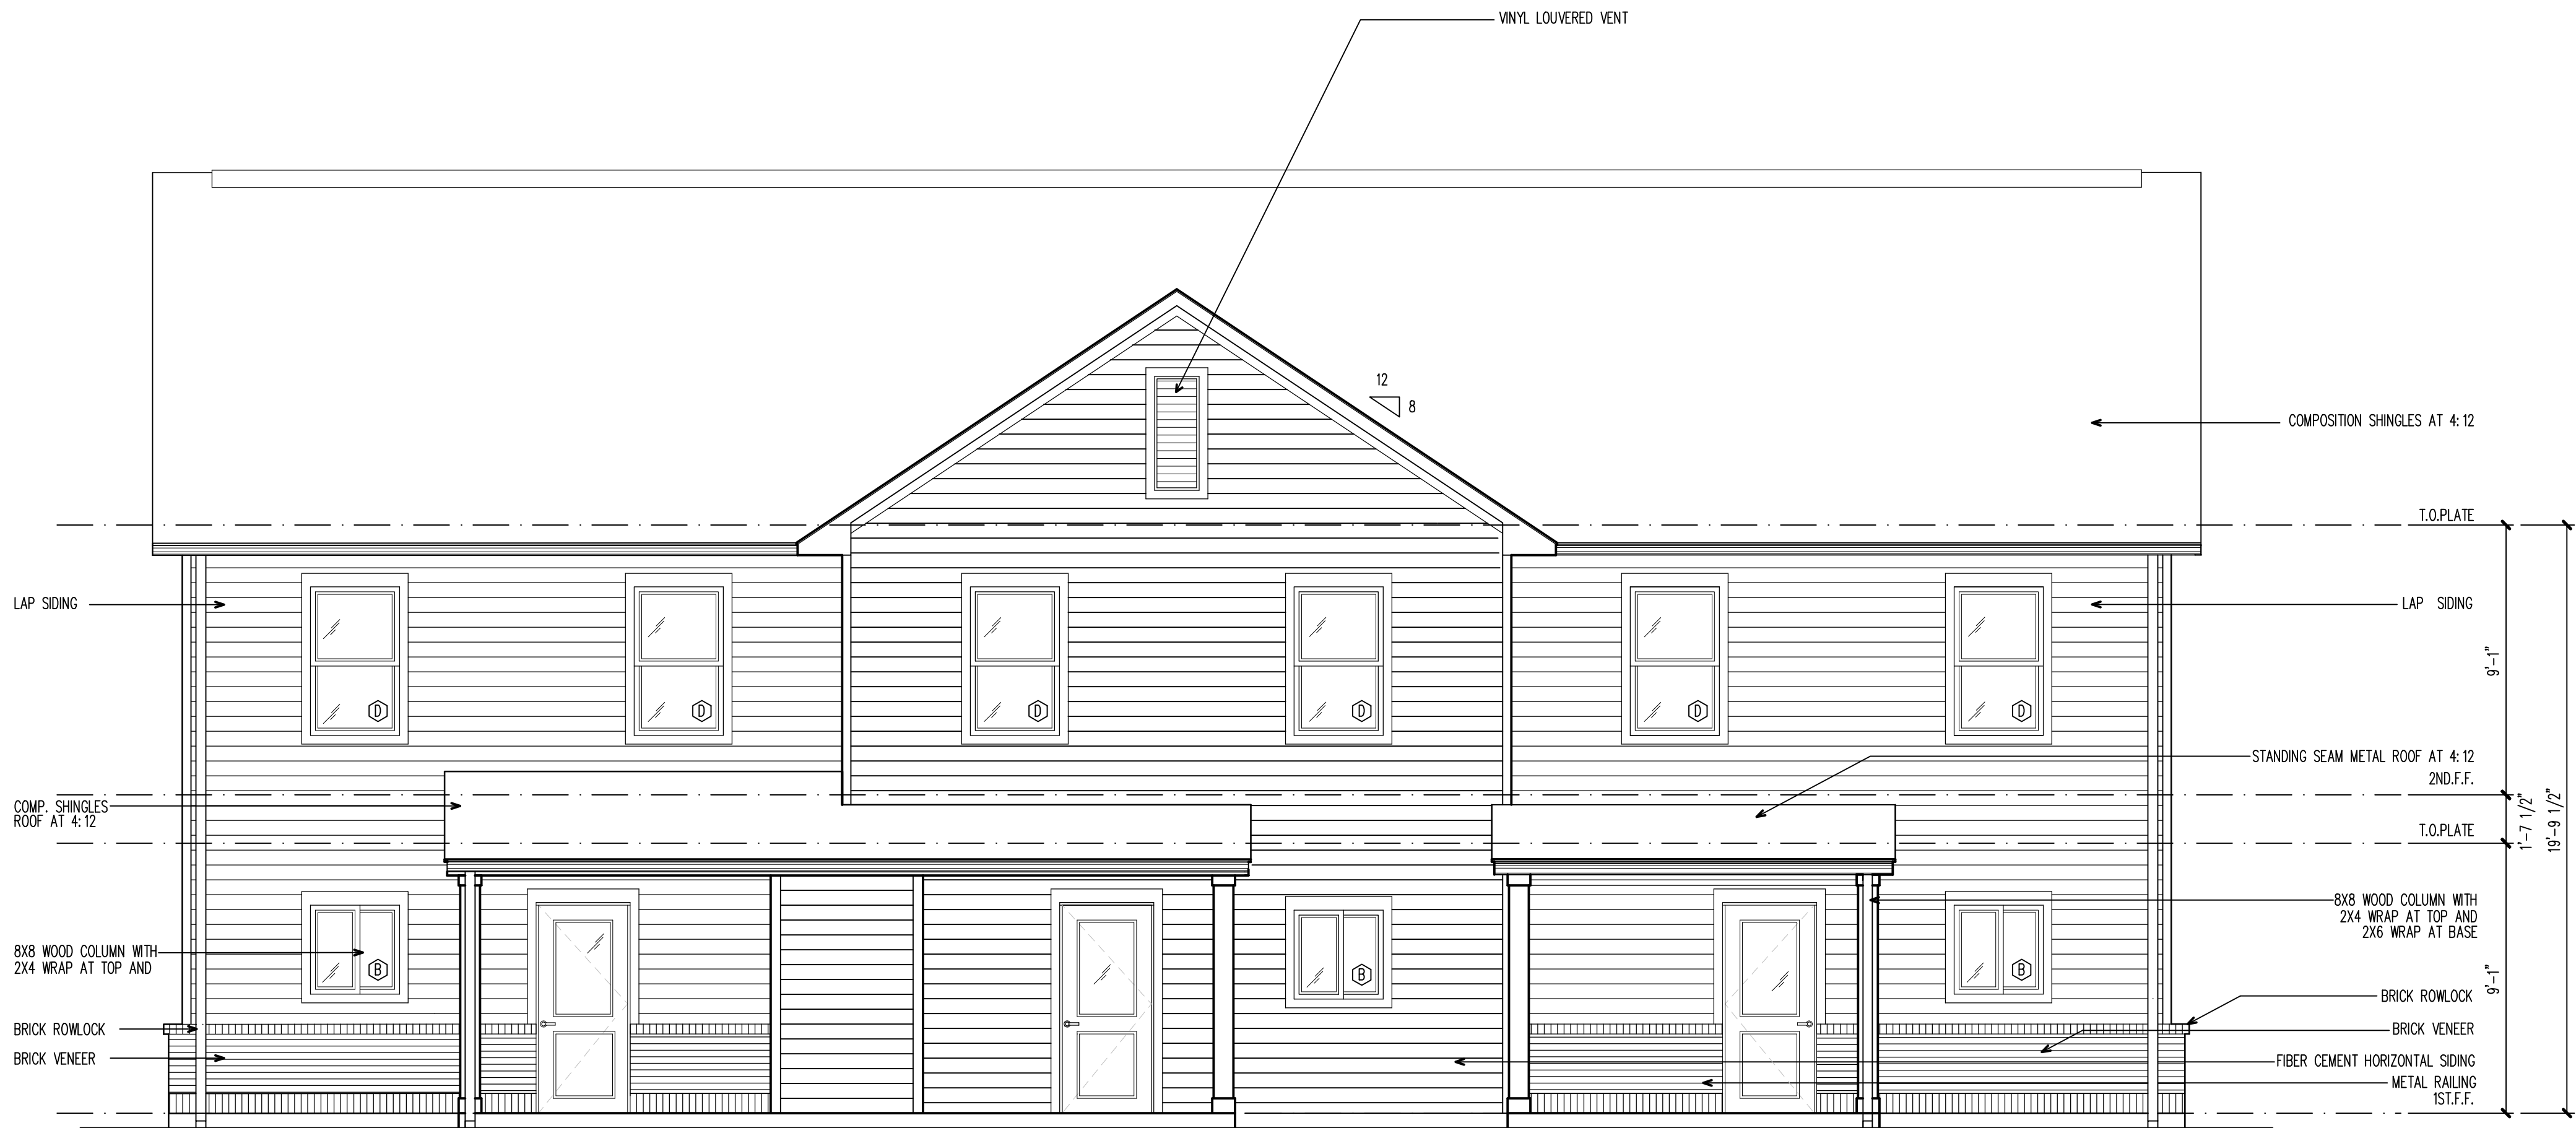 VINYL LOUVERED VENT
12
8
COMPOSITION SHINGLES AT 4:12
T.O.PLATE
LAP SIDING
LAP SIDING
9'-1"
D
D
D
D
D
D
STANDING SEAM METAL ROOF AT 4:12
2ND.F.F.
COMP. SHINGLES
ROOF AT 4:12
1'-7 1/2"
19'-9 1/2"
T.O.PLATE
8X8 WOOD COLUMN WITH
2X4 WRAP AT TOP AND
2X6 WRAP AT BASE
8X8 WOOD COLUMN WITH
2X4 WRAP AT TOP AND
B
B
B
9'-1"
BRICK ROWLOCK
BRICK ROWLOCK
BRICK VENEER
BRICK VENEER
FIBER CEMENT HORIZONTAL SIDING
METAL RAILING
1ST.F.F.